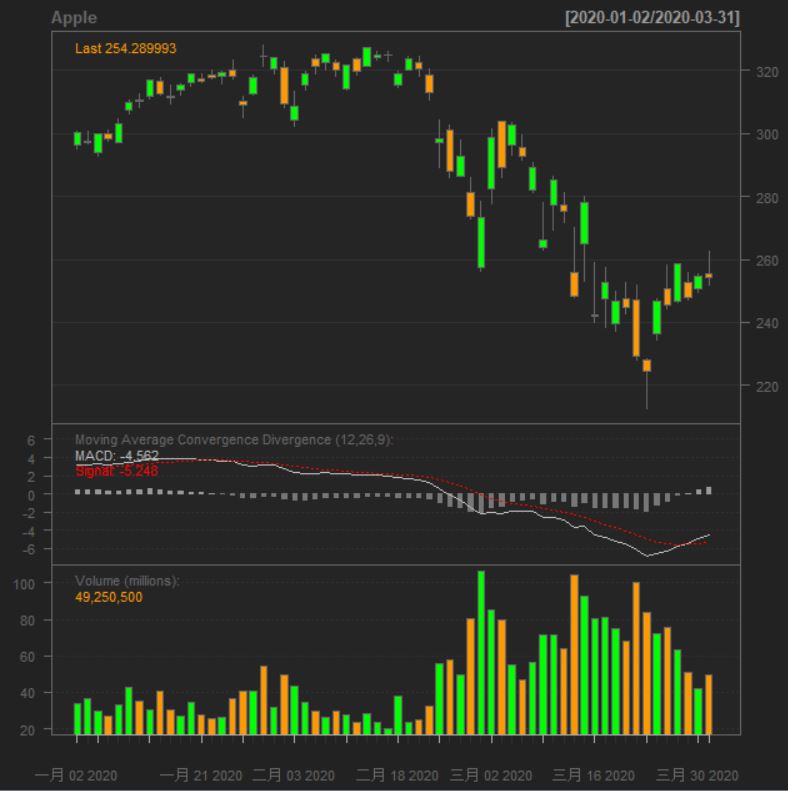 Apple [2020-01-02/2020-03-31]
Last 254.289993
320
300
280
260
240
220
Moving Average Convergence Divergence (12,26,9):
MACD: -4.562
Signal: -5.248
6
4
2
0
-2
-4
-6
Volume (millions):
49,250,500
100
80
60
40
20
一月 02 2020 一月 21 2020 二月 03 2020 二月 18 2020 三月 02 2020 三月 16 2020 三月 30 2020